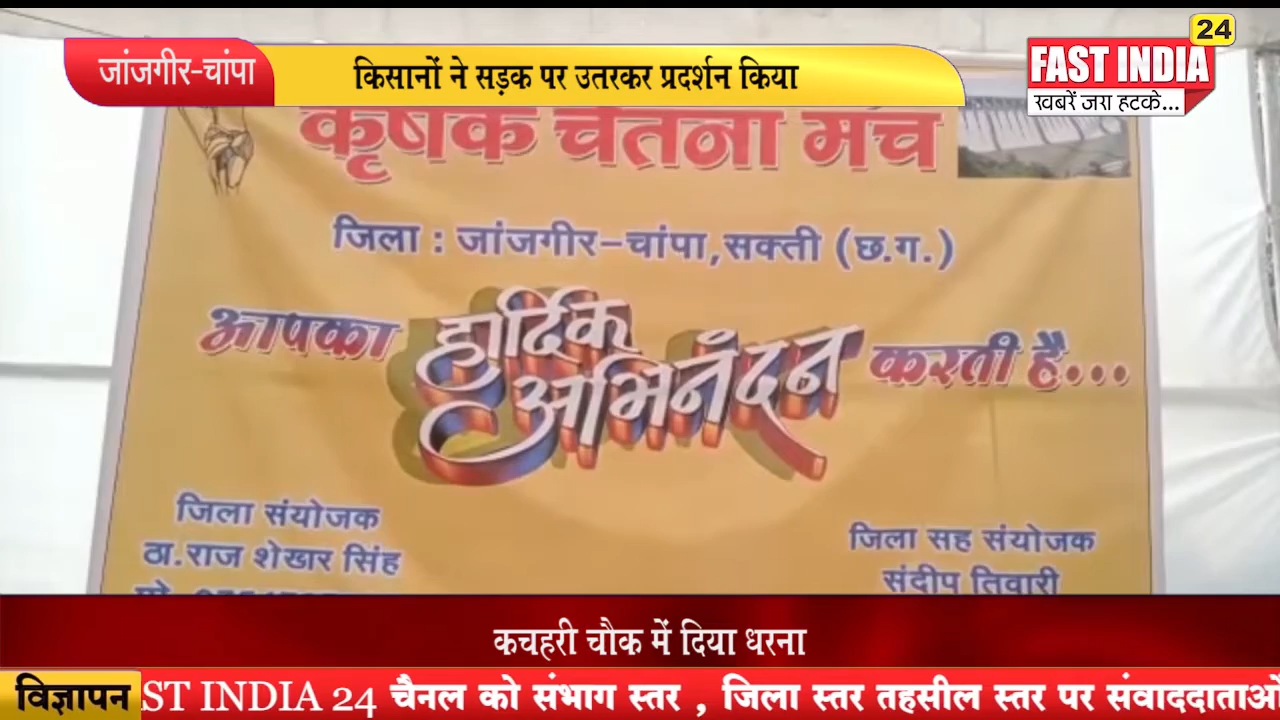 24
जांजगीर-चांपा
किसानों ने सड़क पर उतरकर प्रदर्शन किया
FAST INDIA
खबरें जरा हटके...
कृषक चेतना मंच
जिला : जांजगीर-चांपा,सक्ती (छ.ग.)
आपका हार्दिक अभिनंदन करती है...
जिला संयोजक
ठा.राज शेखार सिंह
जिला सह संयोजक
संदीप तिवारी
कचहरी चौक में दिया धरना
विज्ञापन
ST INDIA 24 चैनल को संभाग स्तर , जिला स्तर तहसील स्तर पर संवाददाताओं